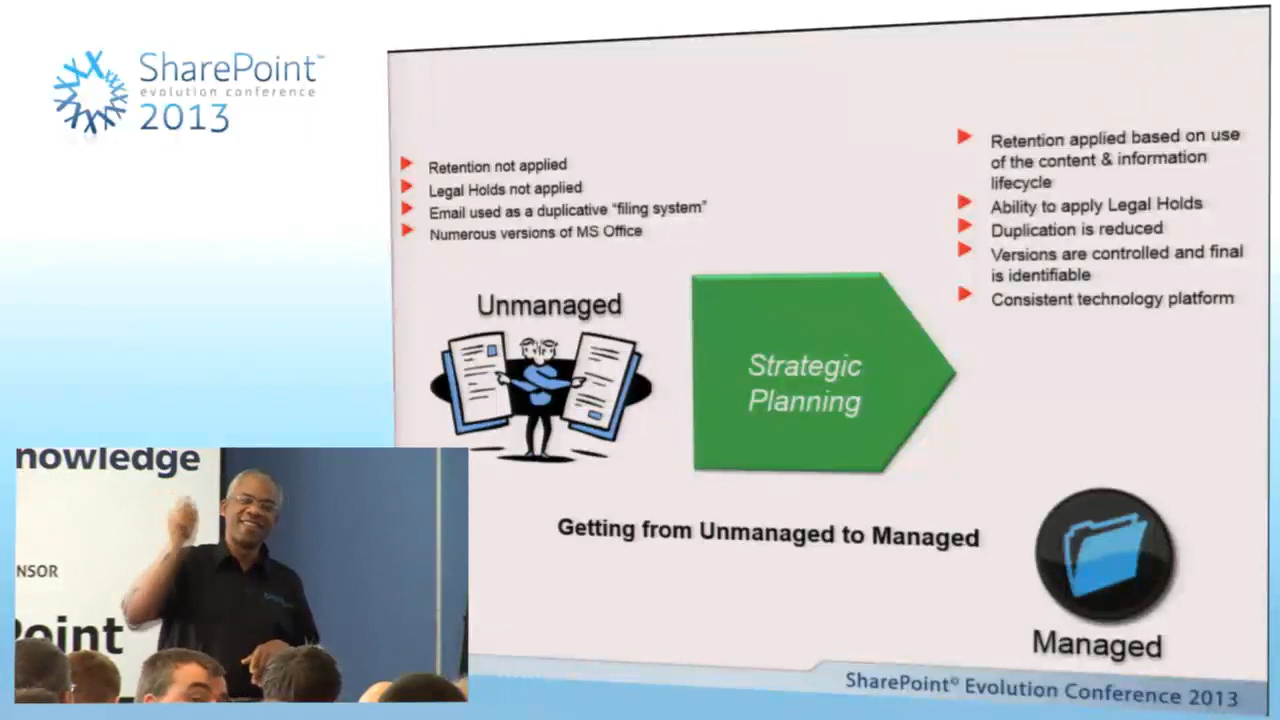 SharePoint™
evolution conference
2013
Retention not applied
Legal Holds not applied
Email used as a duplicative “filing system”
Numerous versions of MS Office
Unmanaged
Strategic
Planning
Retention applied based on use
of the content & information
lifecycle
Ability to apply Legal Holds
Duplication is reduced
Versions are controlled and final
is identifiable
Consistent technology platform
Getting from Unmanaged to Managed
Managed
SharePoint® Evolution Conference 2013
nowledge
NSOR
Point